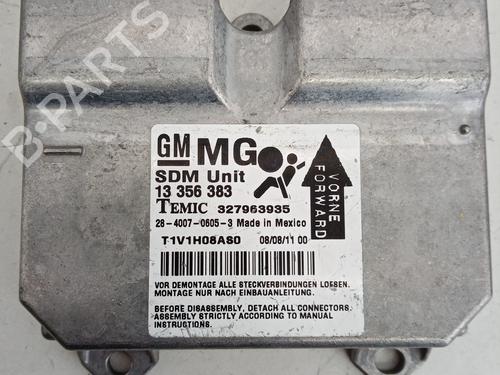 B-PARTS
GM MG
SDM Unit
13 356 383
TEMIC 327963935
28-4007-0605-3 Made in Mexico
T1V1H08AS0 08/08/11 00
VORNE
FORWARD
VOR DEMONTAGE ALLE STECKVERBINDUNGEN LOESEN.
MONTAGE NUR NACH EINBAUANLEITUNG.
BEFORE DISASSEMBLY, DETACH ALL CONNECTORS.
ASSEMBLY STRICTLY ACCORDING TO MANUAL
INSTRUCTIONS.